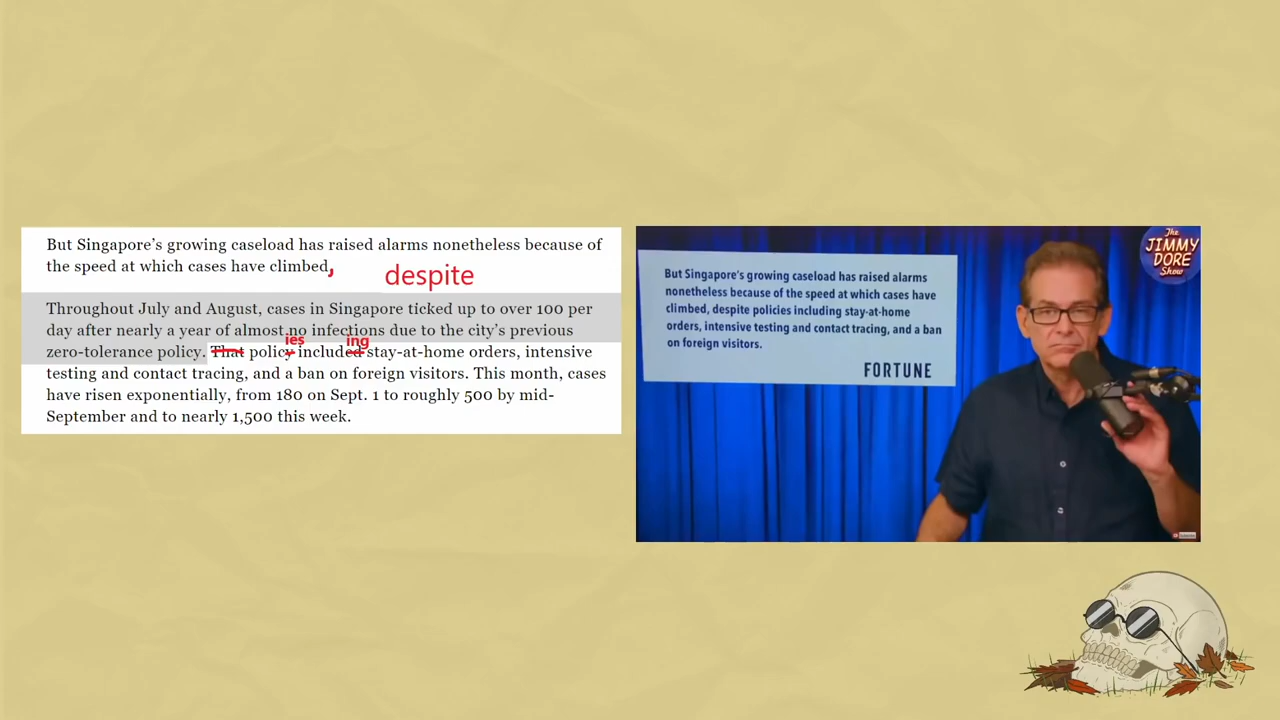 But Singapore's growing caseload has raised alarms nonetheless because of
the speed at which cases have climbed,
despite
Throughout July and August, cases in Singapore ticked up to over 100 per
day after nearly a year of almost no infections due to the city's previous
ies ing
zero-tolerance policy. That policy included stay-at-home orders, intensive
testing and contact tracing, and a ban on foreign visitors. This month, cases
have risen exponentially, from 180 on Sept. 1 to roughly 500 by mid-
September and to nearly 1,500 this week.
But Singapore's growing caseload has raised alarms
nonetheless because of the speed at which cases have
climbed, despite policies including stay-at-home
orders, intensive testing and contact tracing, and a ban
on foreign visitors.
FORTUNE
The
JIMMY
DORE
Show
Subscribe